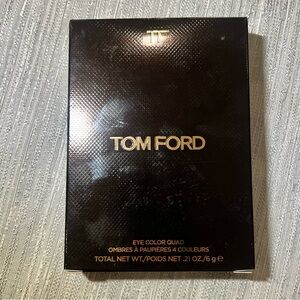 TF
TOM FORD
EYE COLOR QUAD
OMBRES À PAUPIÈRES 4 COULEURS
TOTAL NET WT./POIDS NET .21 OZ./6 g ℮